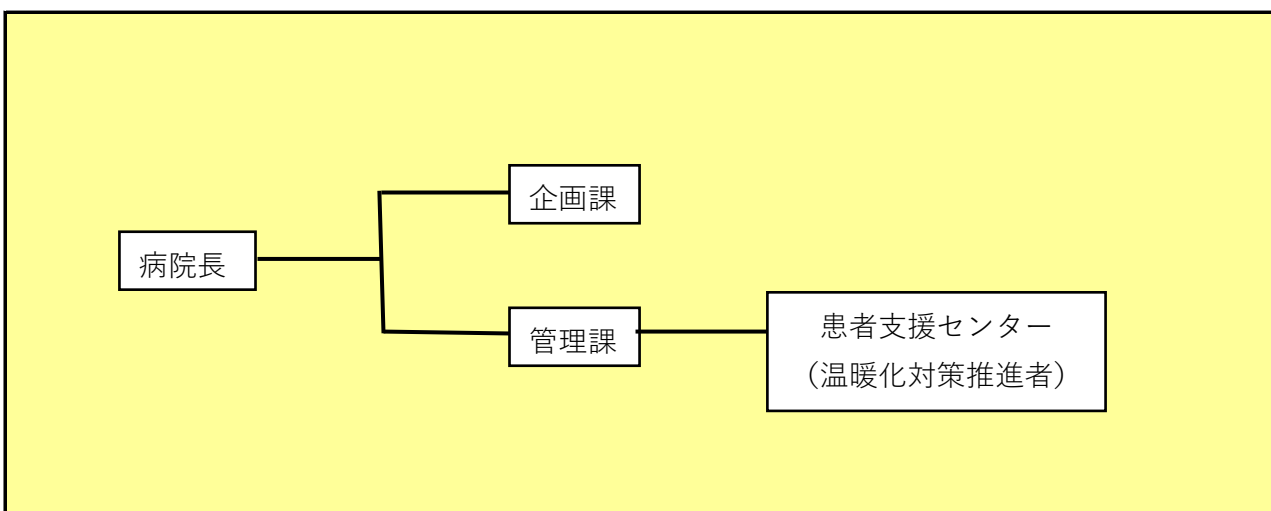 企画課
病院長
管理課
患者支援センター
（温暖化対策推進者）